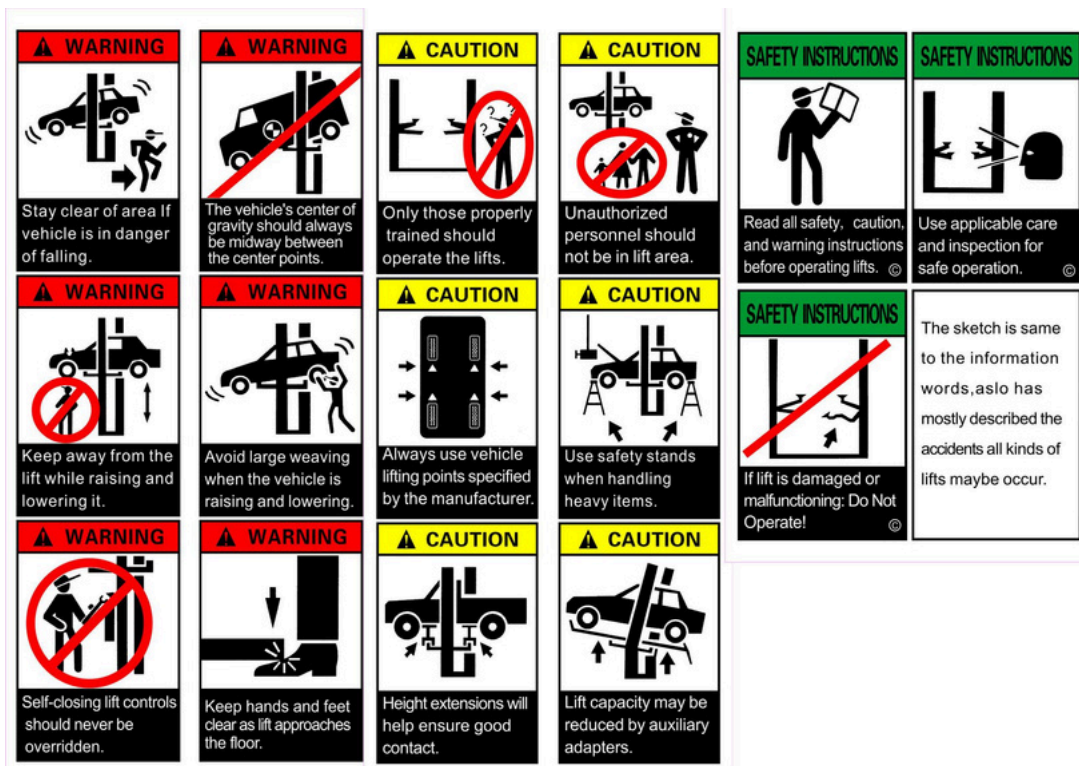 WARNING
Stay clear of area If
vehicle is in danger
of falling.
WARNING
The vehicle's center of
gravity should always
be midway between
the center points.
CAUTION
Only those properly
trained should
operate the lifts.
CAUTION
Unauthorized
personnel should
not be in lift area.
SAFETY INSTRUCTIONS
Read all safety, caution,
and warning instructions
before operating lifts. ©
SAFETY INSTRUCTIONS
Use applicable care
and inspection for
safe operation. ©
WARNING
Keep away from the
lift while raising and
lowering it.
WARNING
Avoid large weaving
when the vehicle is
raising and lowering.
CAUTION
Always use vehicle
lifting points specified
by the manufacturer.
CAUTION
Use safety stands
when handling
heavy items.
SAFETY INSTRUCTIONS
If lift is damaged or
malfunctioning: Do Not
Operate! ©
The sketch is same
to the information
words,aslo has
mostly described the
accidents all kinds of
lifts maybe occur.
WARNING
Self-closing lift controls
should never be
overridden.
WARNING
Keep hands and feet
clear as lift approaches
the floor.
CAUTION
Height extensions will
help ensure good
contact.
CAUTION
Lift capacity may be
reduced by auxiliary
adapters.